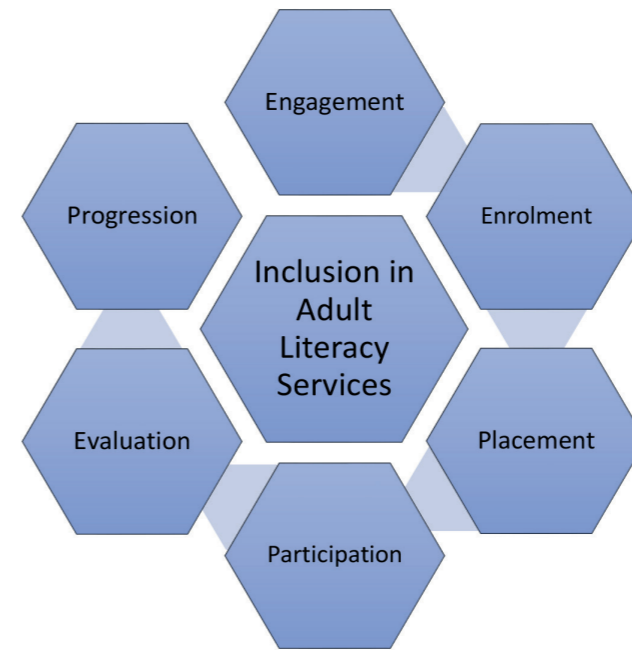 Engagement
Enrolment
Placement
Participation
Evaluation
Progression
Inclusion in
Adult
Literacy
Services